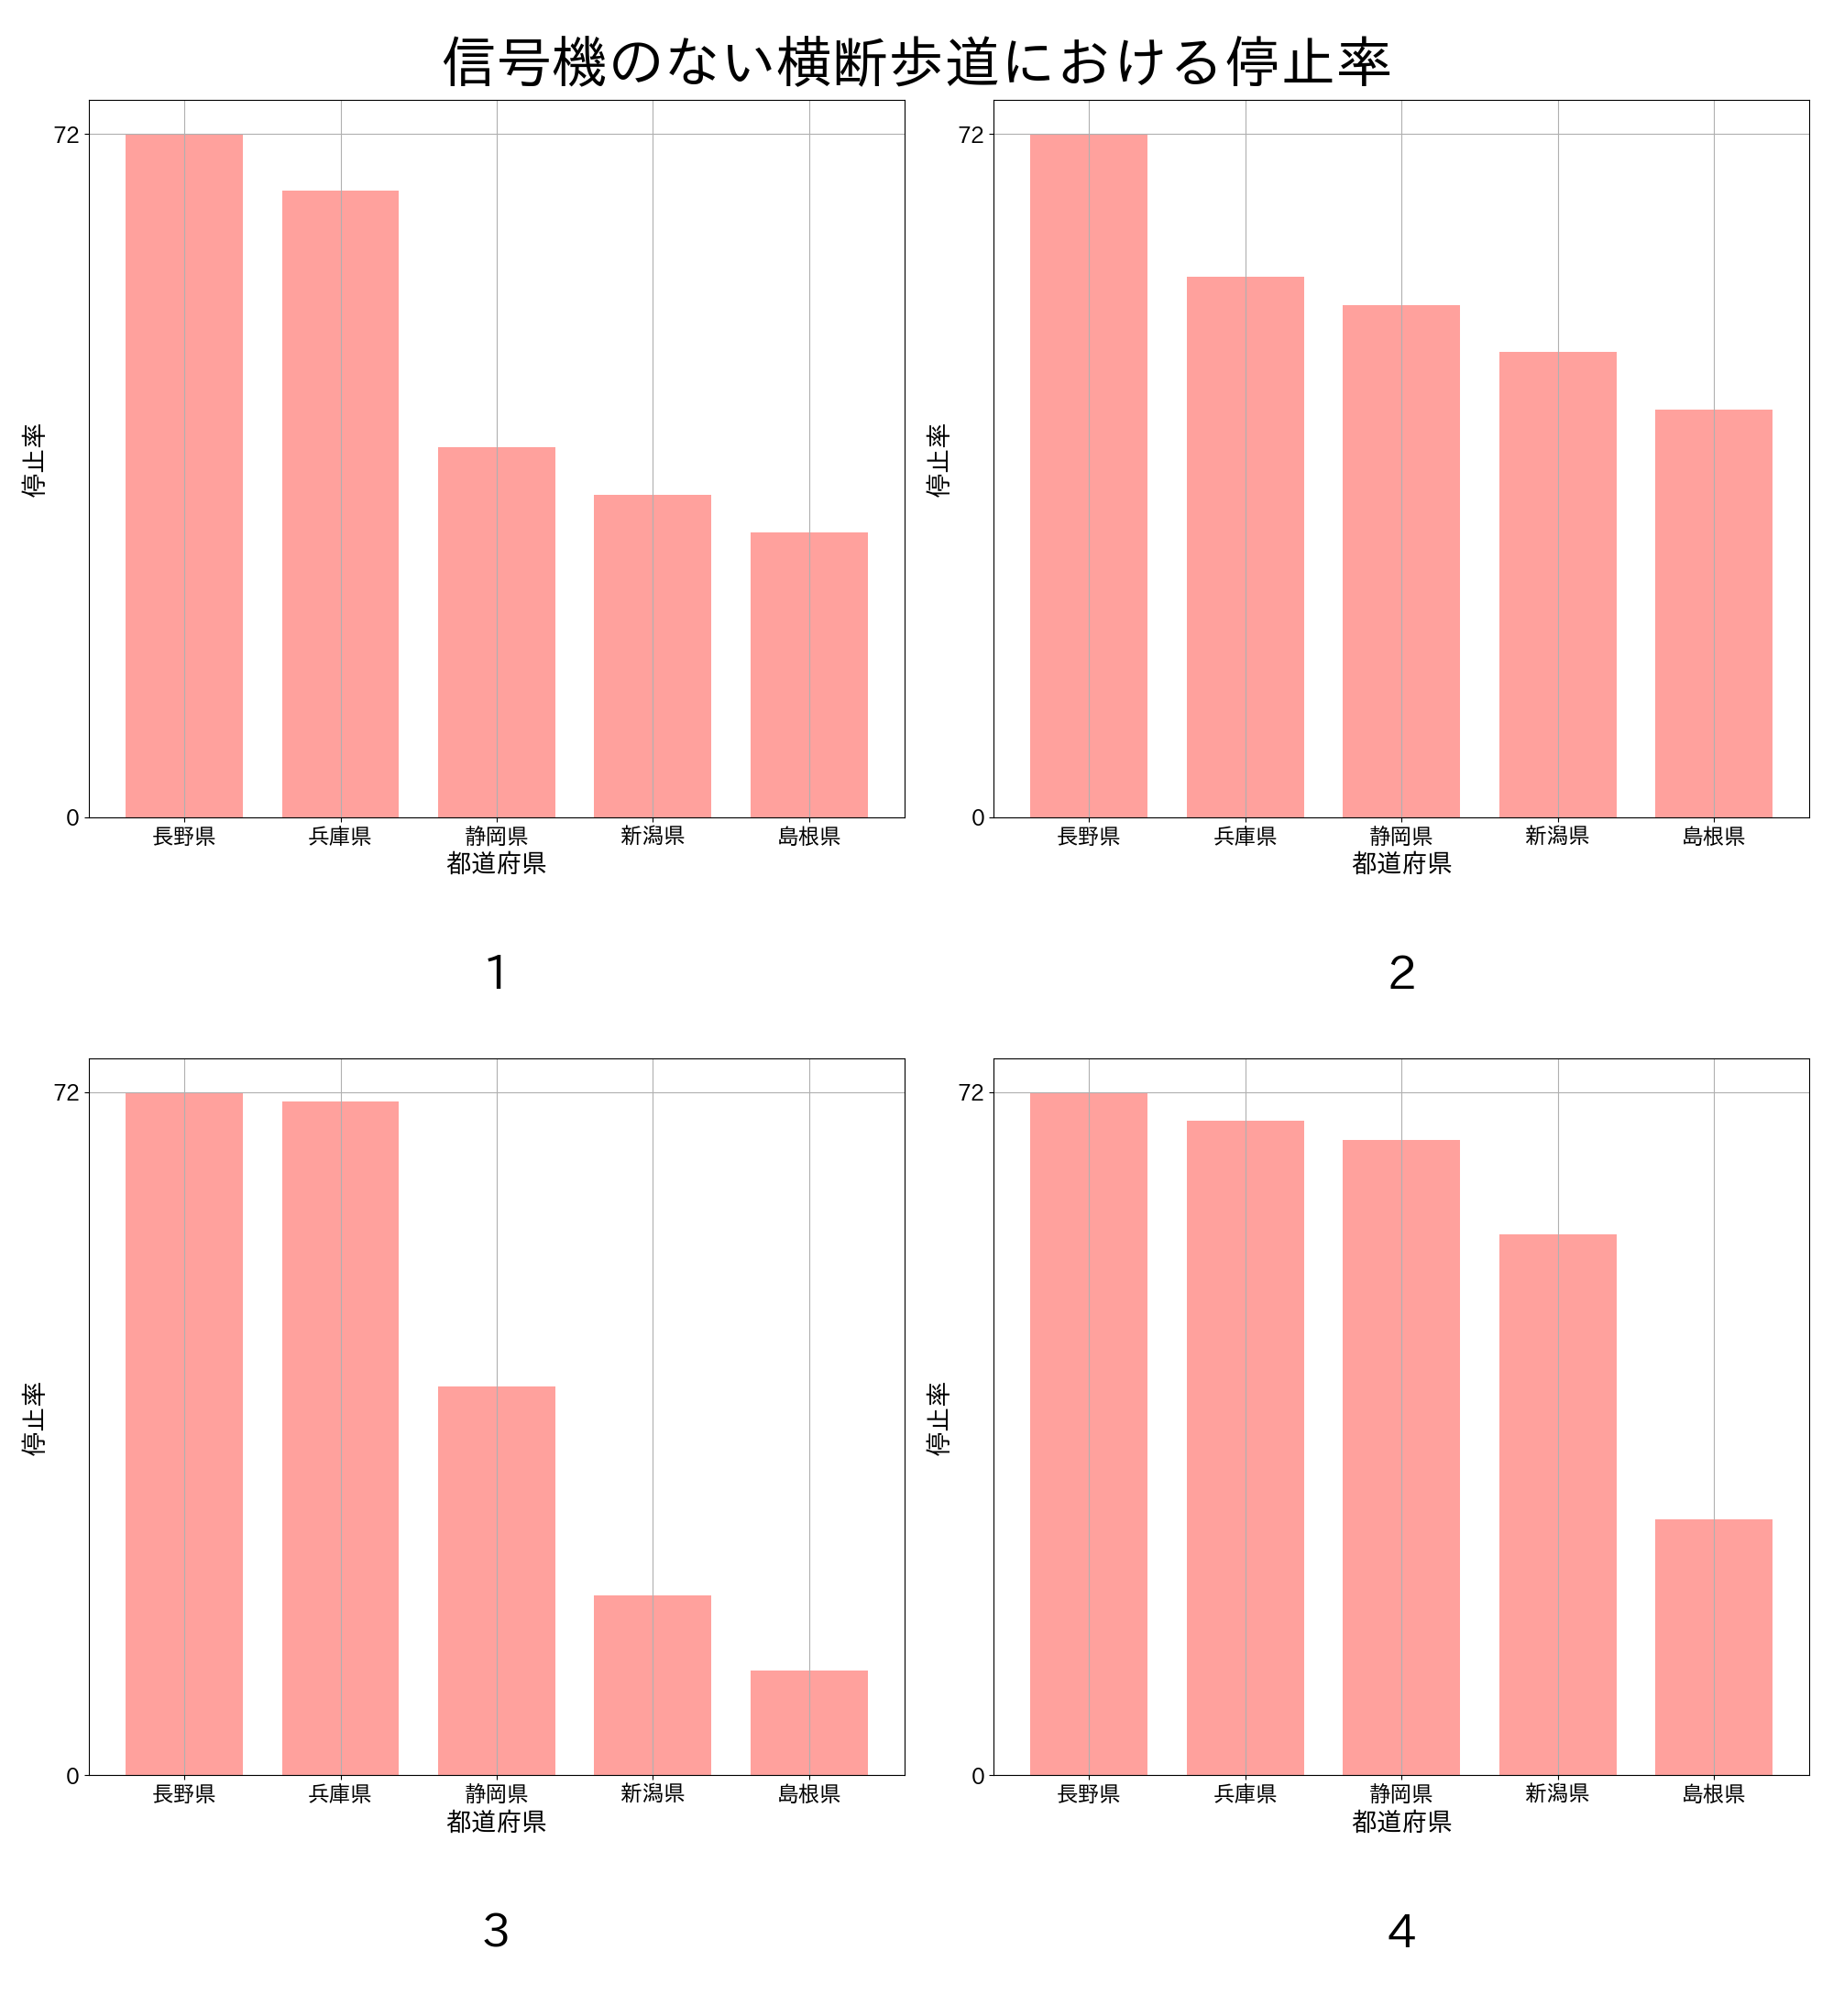 信号機のない横断歩道における停止率
72
0
停止率
長野県 兵庫県 静岡県 新潟県 島根県
都道府県
1
72
0
停止率
長野県 兵庫県 静岡県 新潟県 島根県
都道府県
2
72
0
停止率
長野県 兵庫県 静岡県 新潟県 島根県
都道府県
3
72
0
停止率
長野県 兵庫県 静岡県 新潟県 島根県
都道府県
4